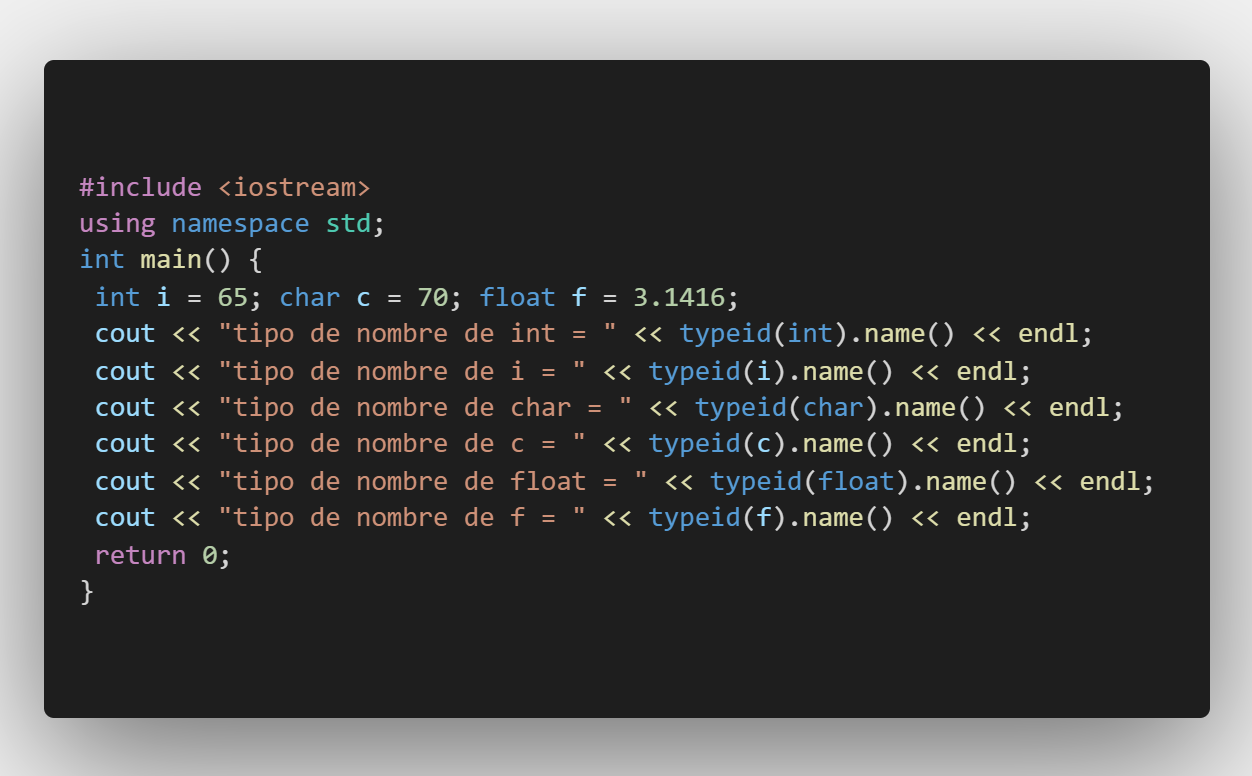 #include <iostream>
using namespace std;
int main() {
 int i = 65; char c = 70; float f = 3.1416;
 cout << "tipo de nombre de int = " << typeid(int).name() << endl;
 cout << "tipo de nombre de i = " << typeid(i).name() << endl;
 cout << "tipo de nombre de char = " << typeid(char).name() << endl;
 cout << "tipo de nombre de c = " << typeid(c).name() << endl;
 cout << "tipo de nombre de float = " << typeid(float).name() << endl;
 cout << "tipo de nombre de f = " << typeid(f).name() << endl;
 return 0;
}